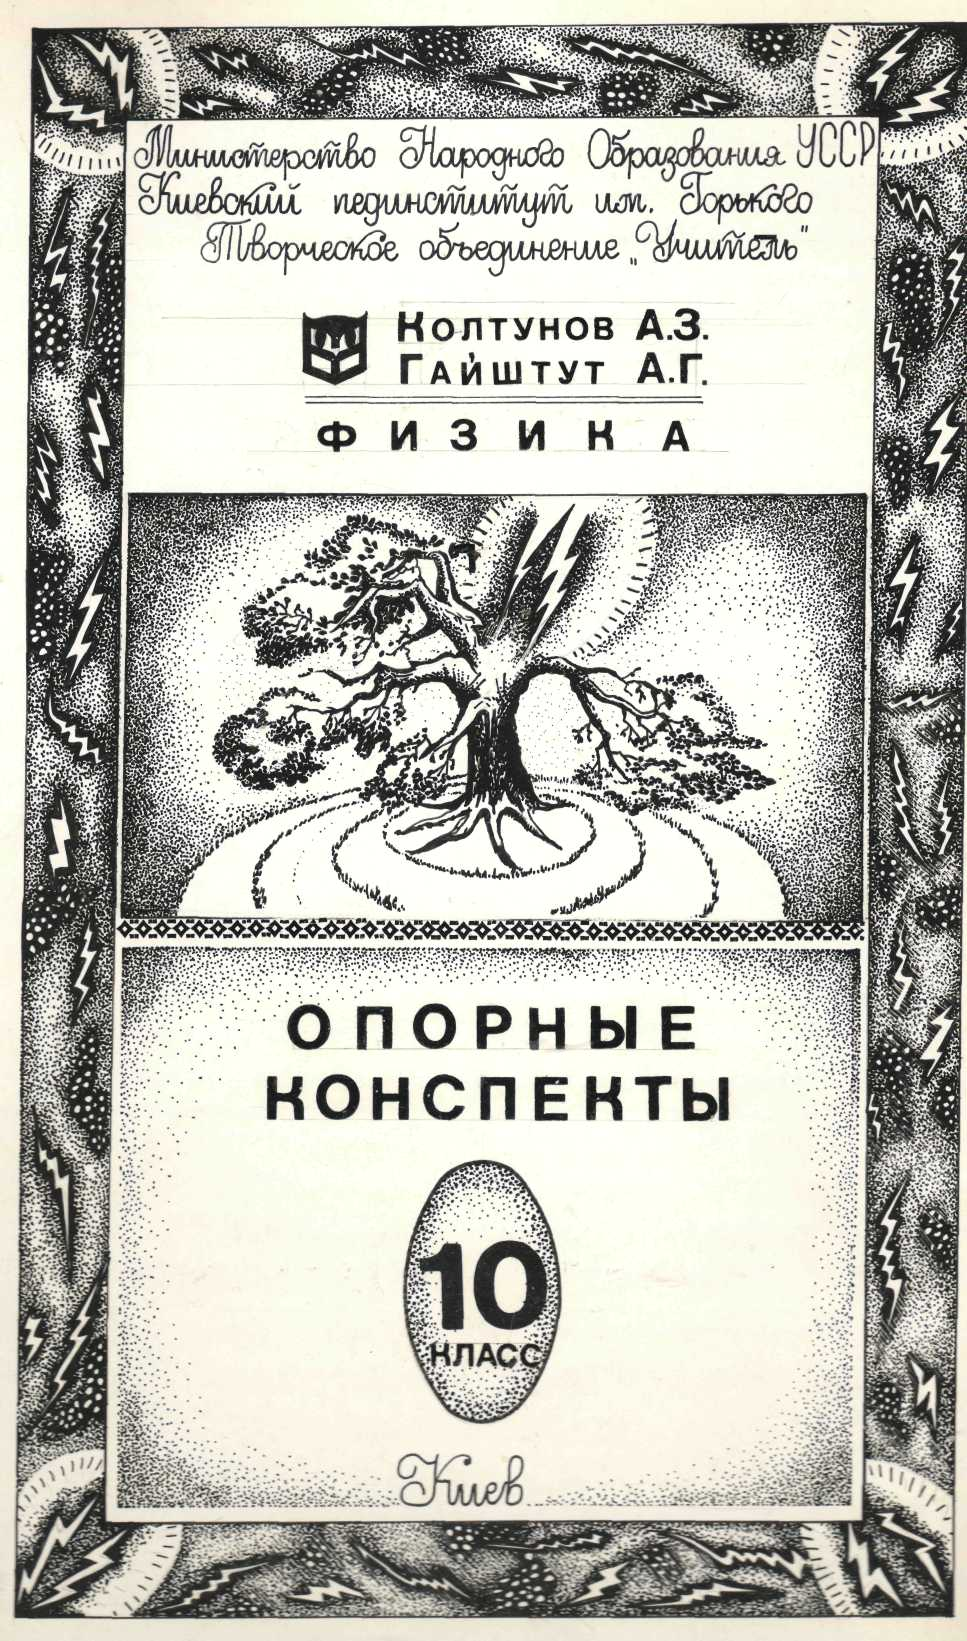 Министерство Народного Образования УССР
Киевский пединститут им. Горького
Творческое объединение „Учитель"
Колтунов А.З.
Гайштут А.Г.
ФИЗИКА
ОПОРНЫЕ
КОНСПЕКТЫ
10
КЛАСС
Киев